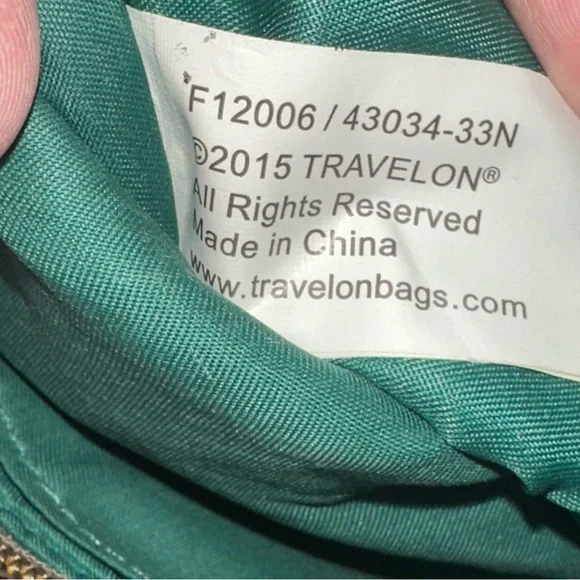 F12006 / 43034-33N
©2015 TRAVELON®
All Rights Reserved
Made in China
www.travelonbags.com